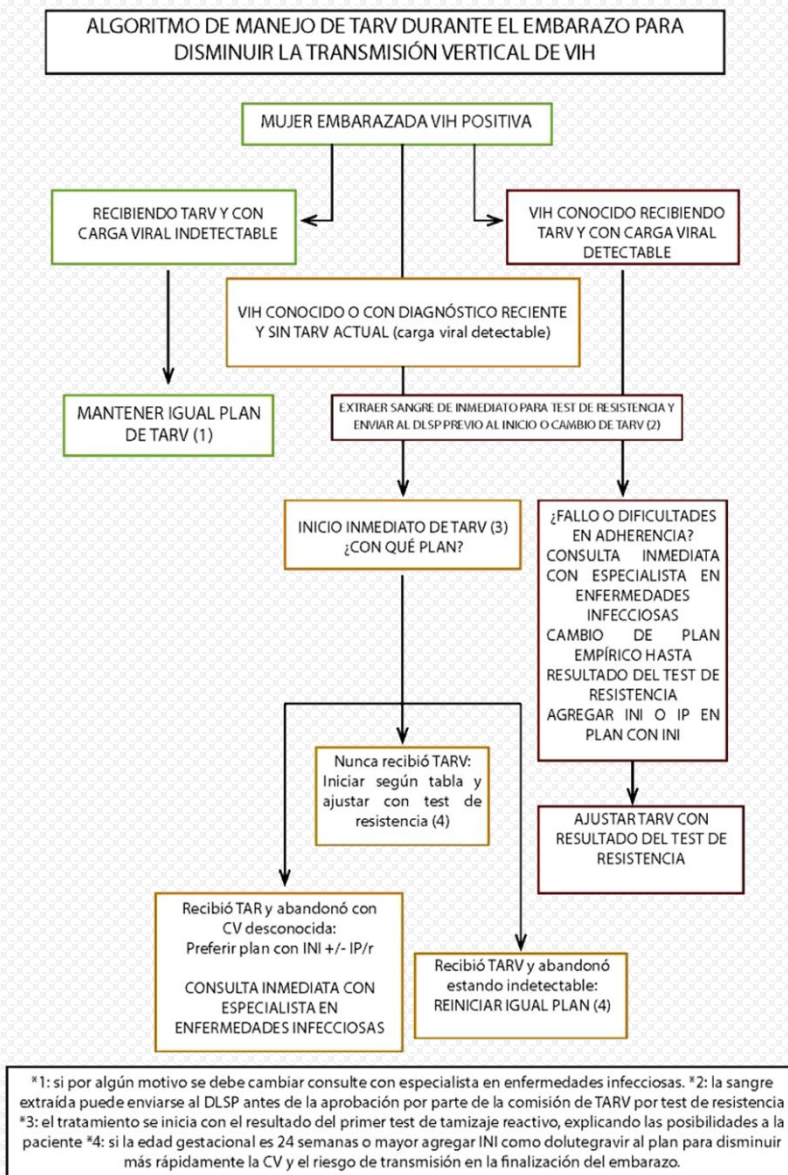 ALGORITMO DE MANEJO DE TARV DURANTE EL EMBARAZO PARA
DISMINUIR LA TRANSMISIÓN VERTICAL DE VIH
MUJER EMBARAZADA VIH POSITIVA
RECIBIENDO TARV Y CON
CARGA VIRAL INDETECTABLE
VIH CONOCIDO RECIBIENDO
TARV Y CON CARGA VIRAL
DETECTABLE
VIH CONOCIDO O CON DIAGNÓSTICO RECIENTE
Y SIN TARV ACTUAL (carga viral detectable)
MANTENER IGUAL PLAN
DE TARV (1)
EXTRAER SANGRE DE INMEDIATO PARA TEST DE RESISTENCIA Y
ENVIAR AL DLSP PREVIO AL INICIO O CAMBIO DE TARV (2)
INICIO INMEDIATO DE TARV (3)
¿CON QUÉ PLAN?
¿FALLO O DIFICULTADES
EN ADHERENCIA?
CONSULTA INMEDIATA
CON ESPECIALISTA EN
ENFERMEDADES
INFECCIOSAS
CAMBIO DE PLAN
EMPÍRICO HASTA
RESULTADO DEL TEST DE
RESISTENCIA
AGREGAR INI O IP EN
PLAN CON INI
Nunca recibió TARV:
Iniciar según tabla y
ajustar con test de
resistencia (4)
AJUSTAR TARV CON
RESULTADO DEL TEST DE
RESISTENCIA
Recibió TAR y abandonó con
CV desconocida:
Preferir plan con INI +/- IP/r
CONSULTA INMEDIATA CON
ESPECIALISTA EN
ENFERMEDADES INFECCIOSAS
Recibió TARV y abandonó
estando indetectable:
REINICIAR IGUAL PLAN (4)
*1: si por algún motivo se debe cambiar consulte con especialista en enfermedades infecciosas. *2: la sangre
extraída puede enviarse al DLSP antes de la aprobación por parte de la comisión de TARV por test de resistencia
*3: el tratamiento se inicia con el resultado del primer test de tamizaje reactivo, explicando las posibilidades a la
paciente *4: si la edad gestacional es 24 semanas o mayor agregar INI como dolutegravir al plan para disminuir
más rápidamente la CV y el riesgo de transmisión en la finalización del embarazo.